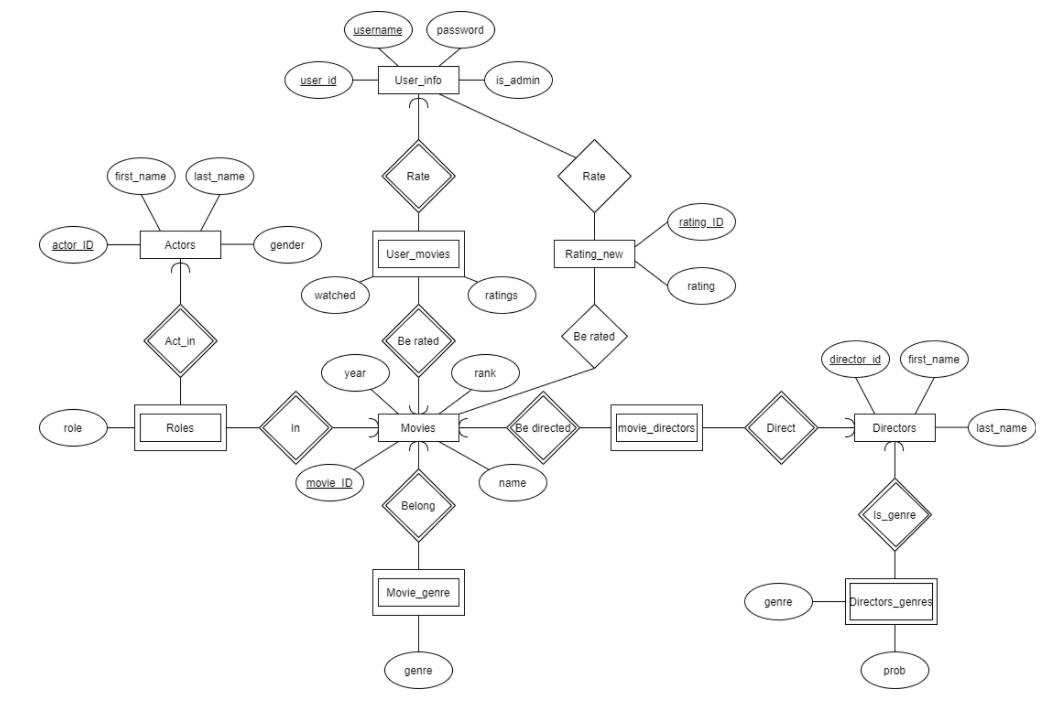 username
password
user_id
User_info
is_admin
first_name
last_name
Rate
Rate
actor_ID
Actors
gender
rating_ID
User_movies
Rating_new
watched
ratings
rating
Act_in
Be rated
Be rated
year
rank
director_id
first_name
role
Roles
In
Movies
Be directed
movie_directors
Direct
Directors
last_name
movie_ID
name
Belong
Is_genre
Movie_genre
genre
Directors_genres
genre
prob